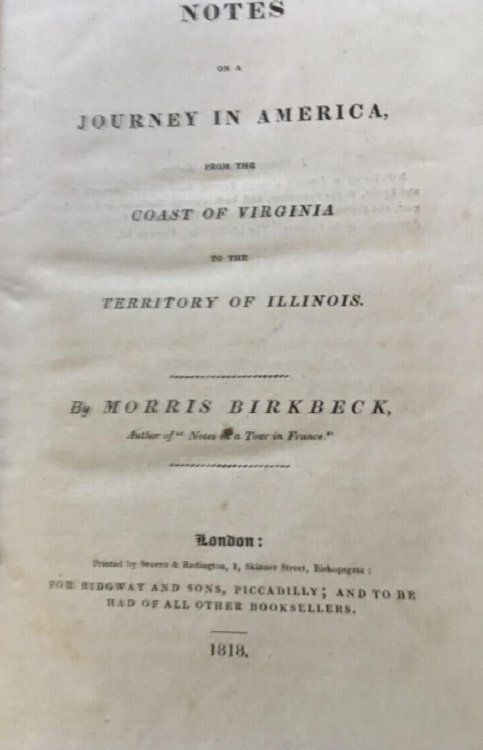 NOTES
ON A
JOURNEY IN AMERICA,
FROM THE
COAST OF VIRGINIA
TO THE
TERRITORY OF ILLINOIS.
By MORRIS BIRKBECK,
Author of "Notes on a Tour in France."
London:
Printed by Severn & Redington, 1, Skinner Street, Bishopsgate;
FOR RIDGWAY AND SONS, PICCADILLY; AND TO BE
HAD OF ALL OTHER BOOKSELLERS.
1818.